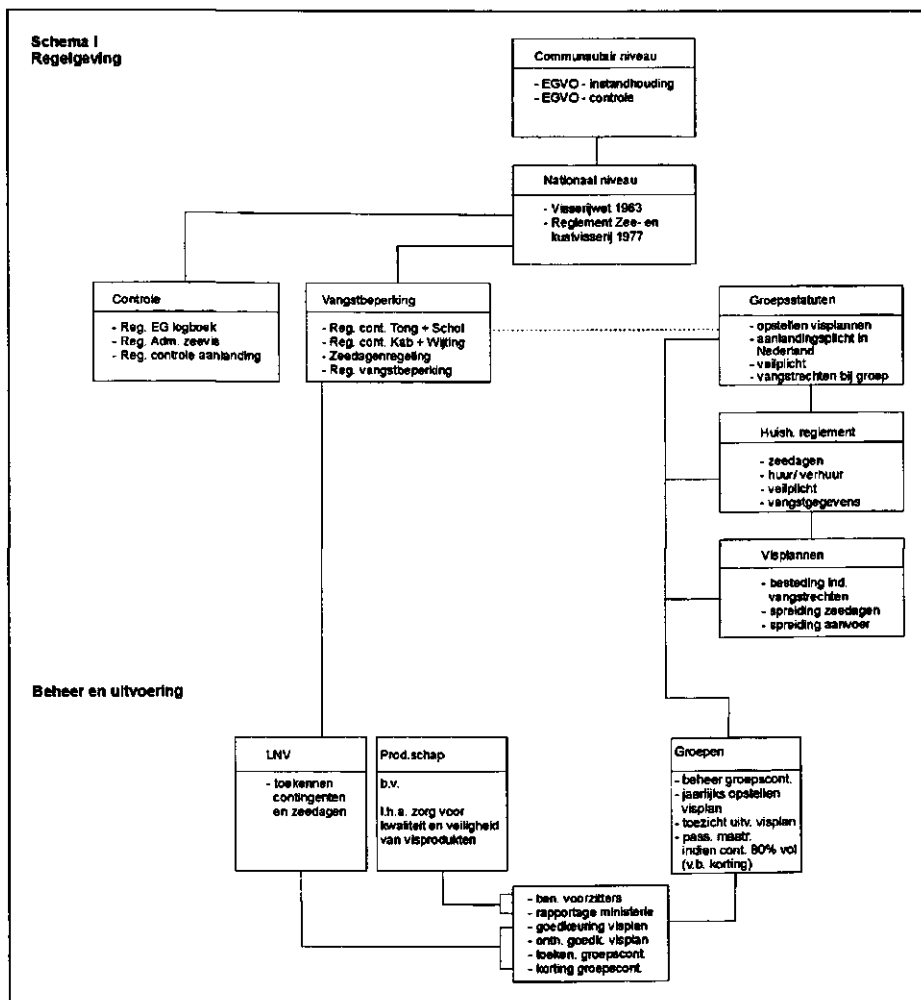 Schema I
Regelgeving
Communautair niveau
- EGVO - instandhouding
- EGVO - controle
Nationaal niveau
- Visserijwet 1963
- Reglement Zee- en
kustvisserij 1977
Controle
- Reg. EG logboek
- Reg. Adm. zeevis
- Reg. controle aanlanding
Vangstbeperking
- Reg. cont. Tong + Schol
- Reg. cont. Kab + Wijting
- Zeedagenregeling
- Reg. vangstbeperking
Groepsstatuten
- opstellen visplannen
- aanlandingsplicht in
Nederland
- veilplicht
- vangstrechten bij groep
Huish. reglement
- zeedagen
- huur/ verhuur
- veilplicht
- vangstgegevens
Visplannen
- besteding ind.
vangstrechten
- spreiding zeedagen
- spreiding aanvoer
Beheer en uitvoering
LNV
- toekennen
contingenten
en zeedagen
Prod.schap
b.v.
I.h.a. zorg voor
kwaliteit en veiligheid
van visprodukten
Groepen
- beheer groepscont.
- jaarlijks opstellen
visplan
- toezicht uitv. visplan
- pass. maatr.
indien cont. 80% vol
(v.b. korting)
- ben. voorzitters
- rapportage ministerie
- goedkeuring visplan
- onth. goedk. visplan
- toeken. groepscont.
- korting groepscont.